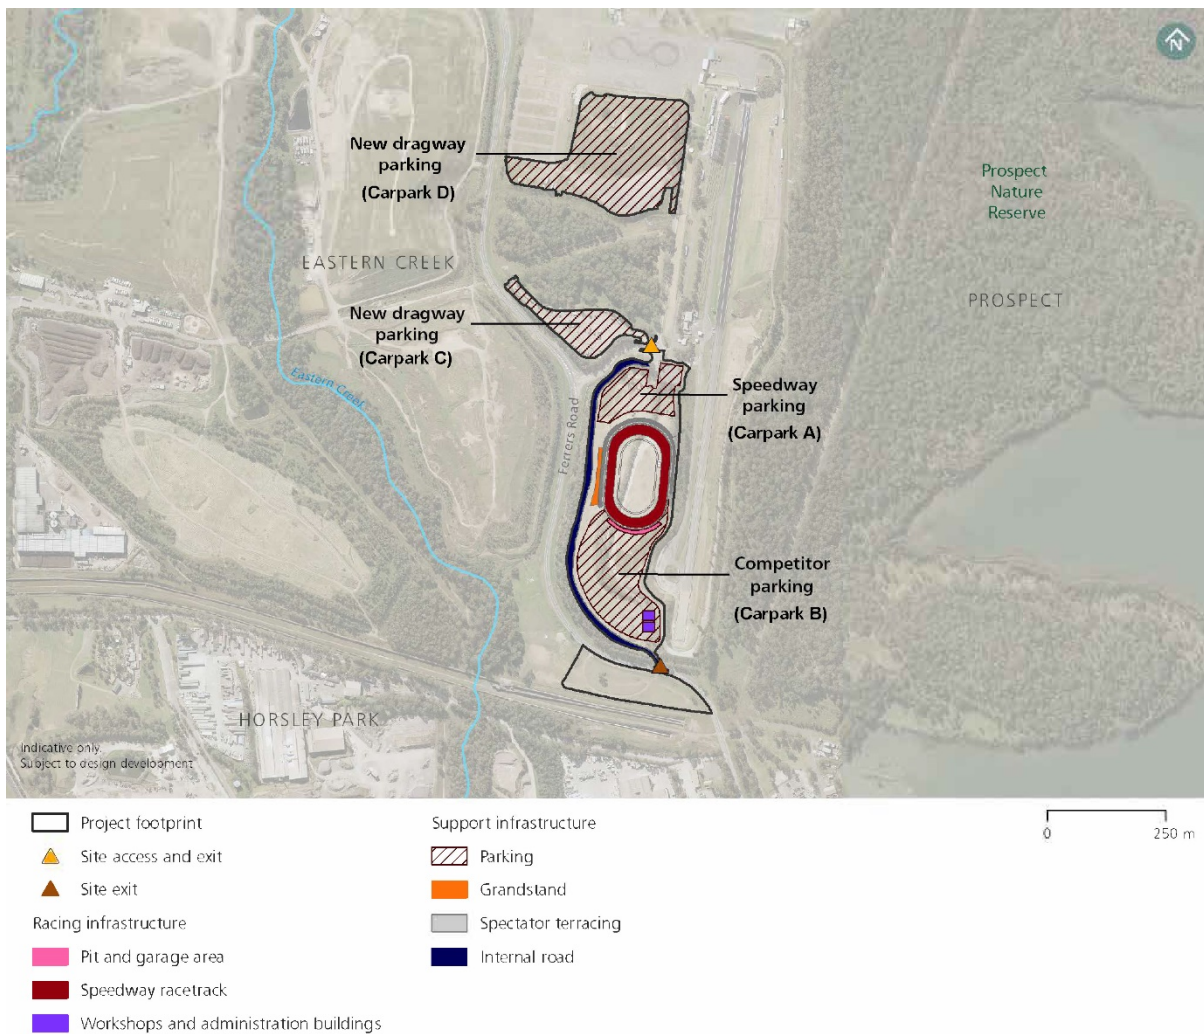 N
New dragway
parking
(Carpark D)
Prospect
Nature
Reserve
EASTERN CREEK
PROSPECT
New dragway
parking
(Carpark C)
Eastern Creek
Ferrers Road
Speedway
parking
(Carpark A)
Competitor
parking
(Carpark B)
HORSLEY PARK
Indicative only.
Subject to design development
Project footprint
Site access and exit
Site exit
Racing infrastructure
Pit and garage area
Speedway racetrack
Workshops and administration buildings
Support infrastructure
Parking
Grandstand
Spectator terracing
Internal road
0 250 m